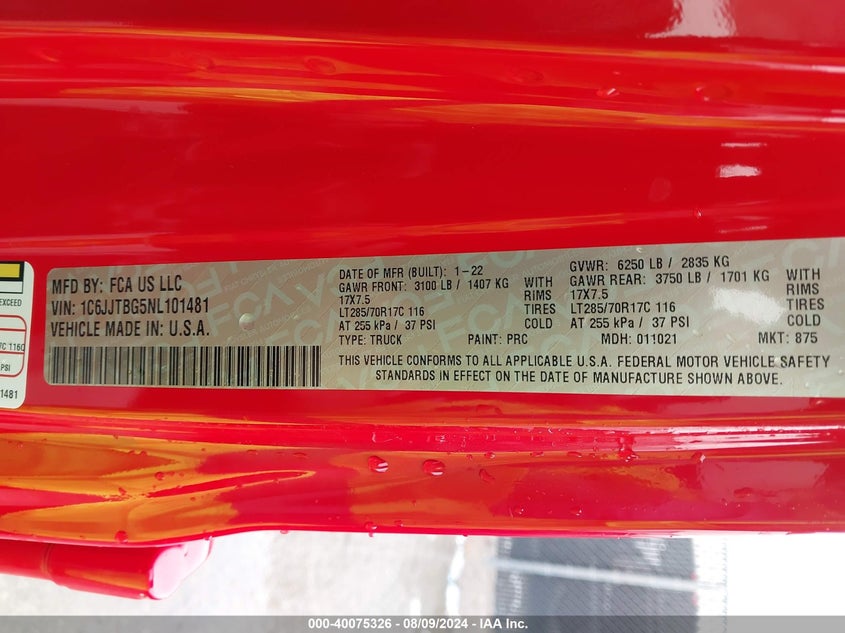 EXCEED
C 116C
PSI
1481
MFD BY: FCA US LLC
VIN: 1C6JJTBG5NL101481
VEHICLE MADE IN: U.S.A.
DATE OF MFR (BUILT): 1-22
GAWR FRONT: 3100 LB / 1407 KG WITH
17X7.5 RIMS
LT285/70R17C 116 TIRES
AT 255 kPa / 37 PSI COLD
TYPE: TRUCK PAINT: PRC
GVWR: 6250 LB / 2835 KG
GAWR REAR: 3750 LB / 1701 KG WITH
17X7.5 RIMS
LT285/70R17C 116 TIRES
AT 255 kPa / 37 PSI COLD
MDH: 011021 MKT: 875
THIS VEHICLE CONFORMS TO ALL APPLICABLE U.S.A. FEDERAL MOTOR VEHICLE SAFETY
STANDARDS IN EFFECT ON THE DATE OF MANUFACTURE SHOWN ABOVE.
000-40075326 - 08/09/2024 - IAA Inc.